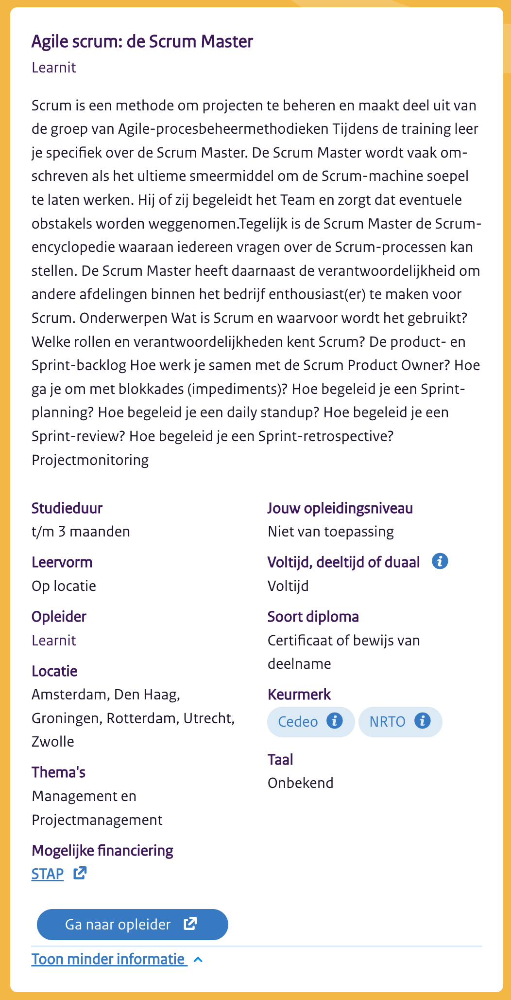 Agile scrum: de Scrum Master
Learnit
Scrum is een methode om projecten te beheren en maakt deel uit van
de groep van Agile-procesbeheermethodieken Tijdens de training leer
je specifiek over de Scrum Master. De Scrum Master wordt vaak om-
schreven als het ultieme smeermiddel om de Scrum-machine soepel
te laten werken. Hij of zij begeleidt het Team en zorgt dat eventuele
obstakels worden weggenomen.Tegelijk is de Scrum Master de Scrum-
encyclopedie waaraan iedereen vragen over de Scrum-processen kan
stellen. De Scrum Master heeft daarnaast de verantwoordelijkheid om
andere afdelingen binnen het bedrijf enthousiast(er) te maken voor
Scrum. Onderwerpen Wat is Scrum en waarvoor wordt het gebruikt?
Welke rollen en verantwoordelijkheden kent Scrum? De product- en
Sprint-backlog Hoe werk je samen met de Scrum Product Owner? Hoe
ga je om met blokkades (impediments)? Hoe begeleid je een Sprint-
planning? Hoe begeleid je een daily standup? Hoe begeleid je een
Sprint-review? Hoe begeleid je een Sprint-retrospective?
Projectmonitoring
Studieduur
t/m 3 maanden
Leervorm
Op locatie
Opleider
Learnit
Locatie
Amsterdam, Den Haag,
Groningen, Rotterdam, Utrecht,
Zwolle
Thema's
Management en
Projectmanagement
Mogelijke financiering
STAP
Jouw opleidingsniveau
Niet van toepassing
Voltijd, deeltijd of duaal
Voltijd
Soort diploma
Certificaat of bewijs van
deelname
Keurmerk
Cedeo NRTO
Taal
Onbekend
Ga naar opleider
Toon minder informatie